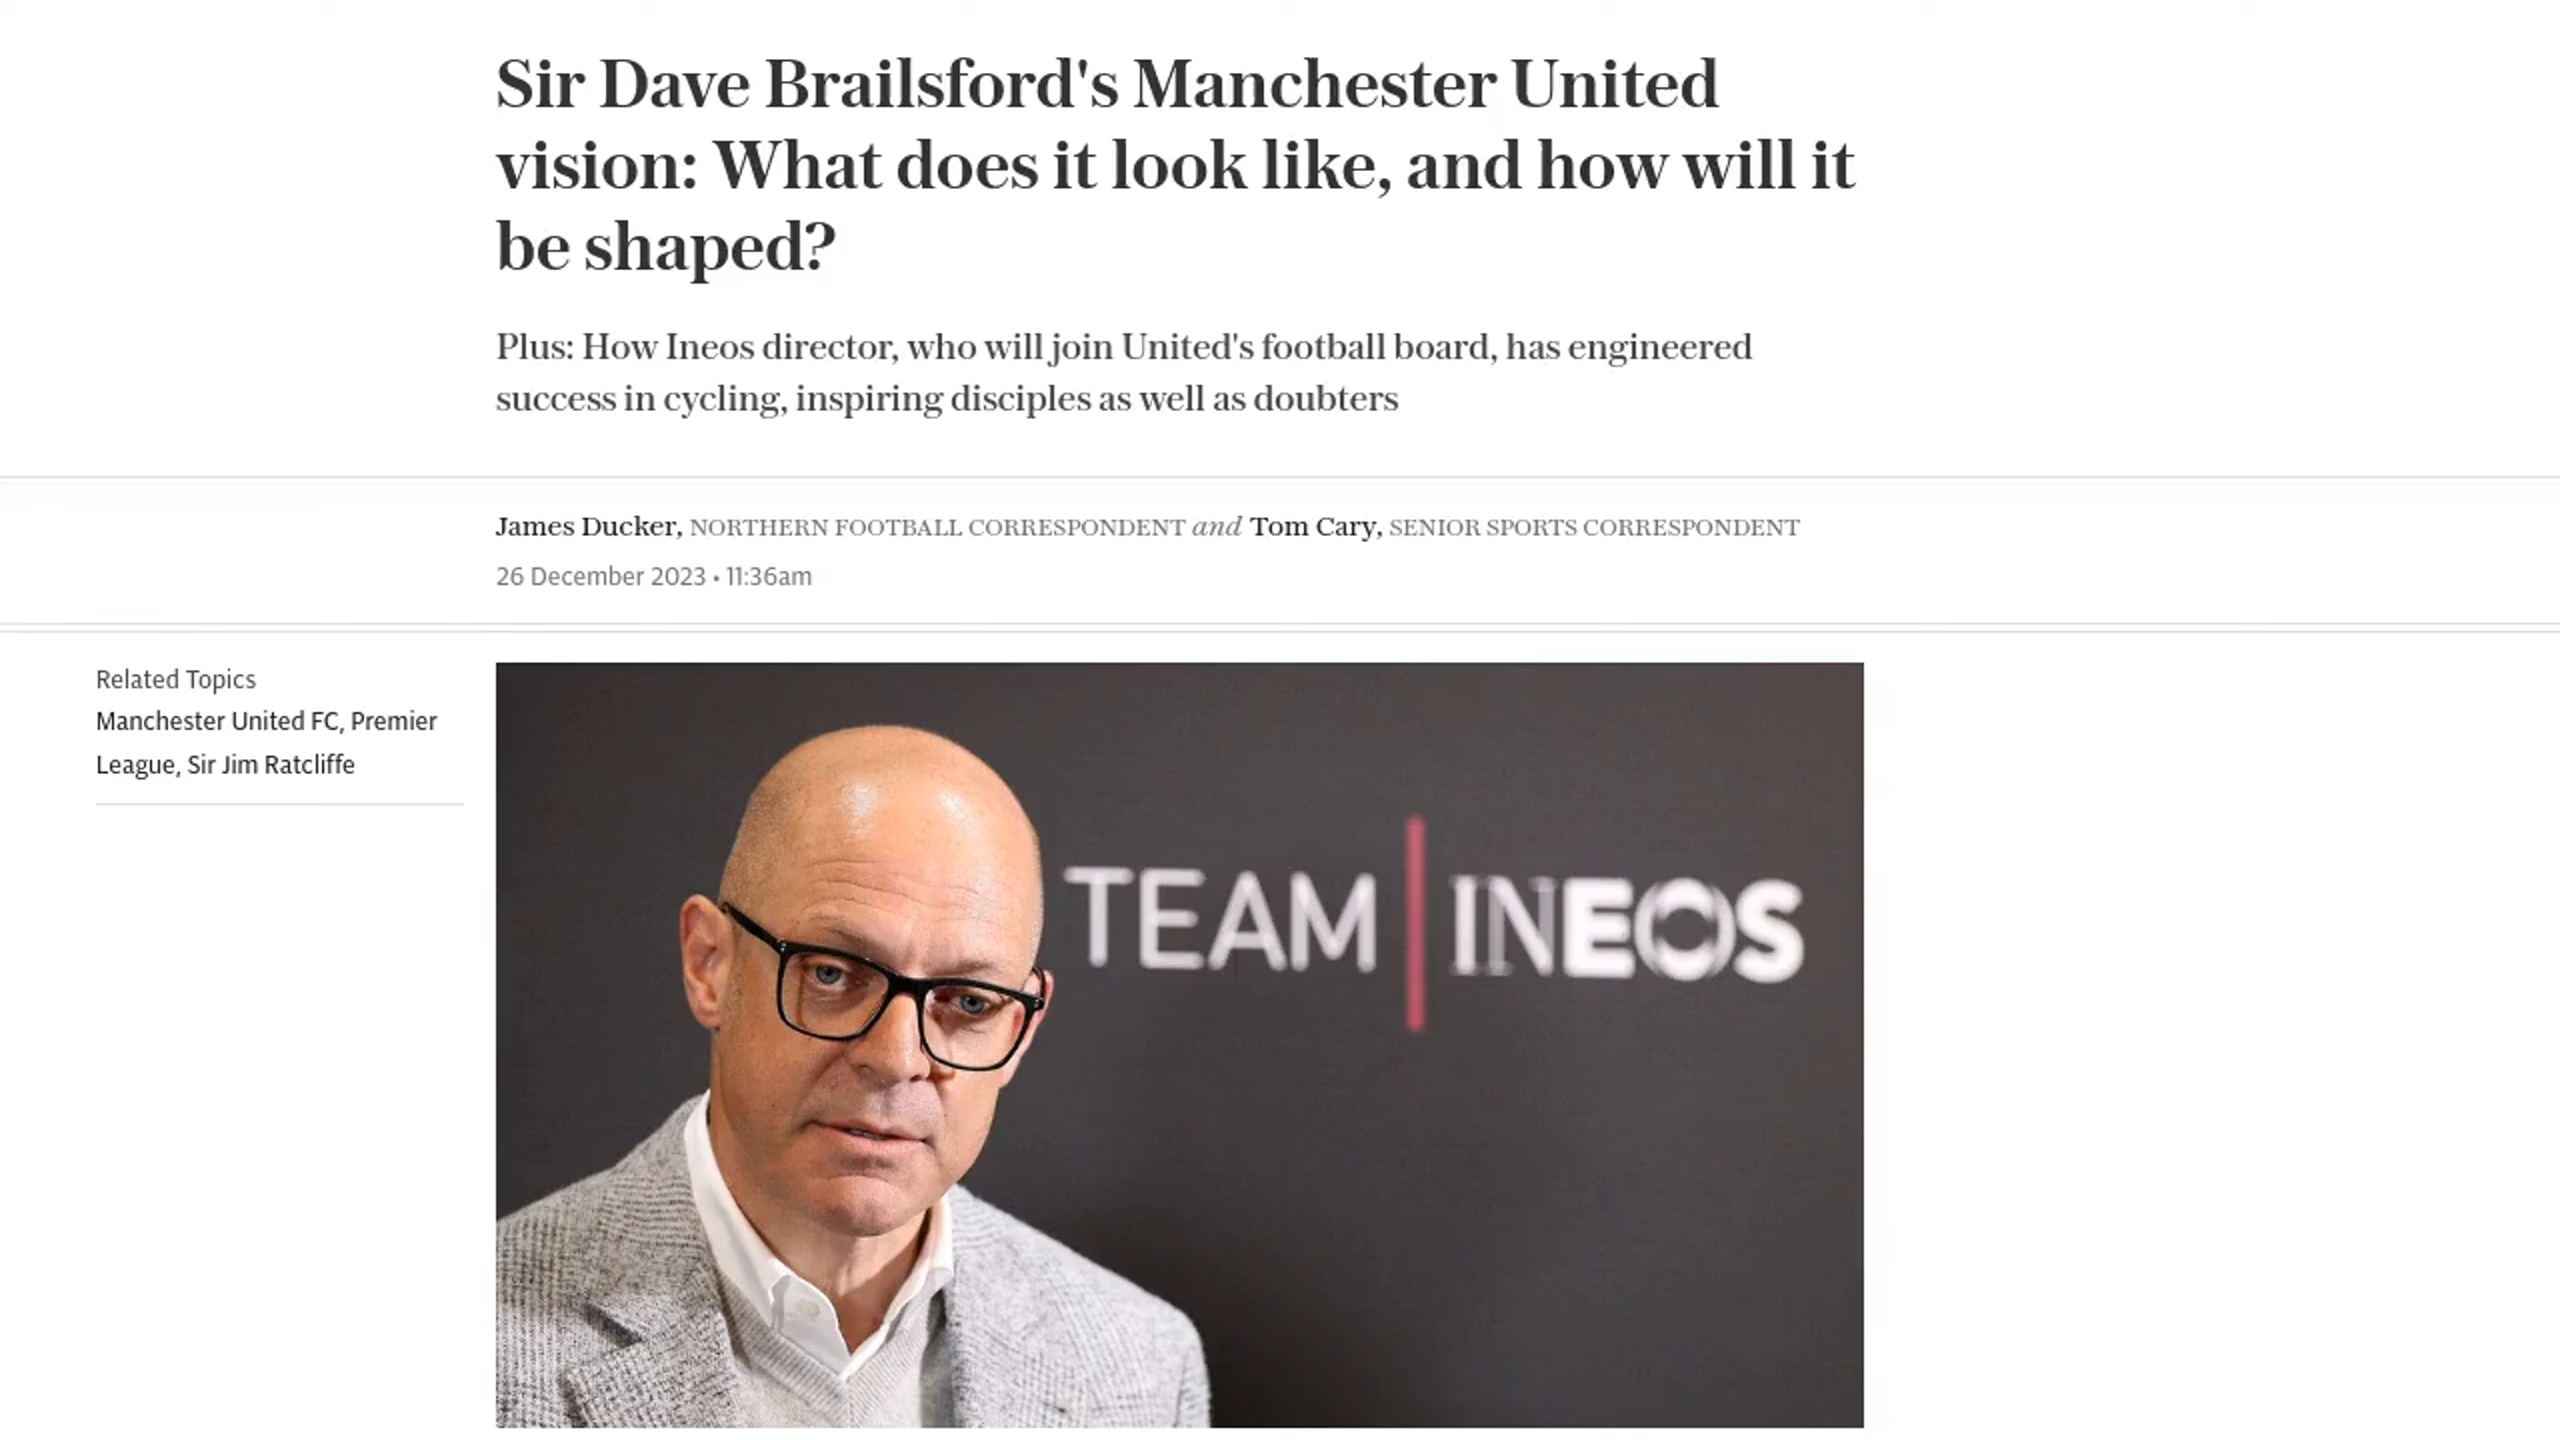 Sir Dave Brailsford's Manchester United
vision: What does it look like, and how will it
be shaped?
Plus: How Ineos director, who will join United's football board, has engineered
success in cycling, inspiring disciples as well as doubters
James Ducker, NORTHERN FOOTBALL CORRESPONDENT and Tom Cary, SENIOR SPORTS CORRESPONDENT
26 December 2023 • 11:36am
Related Topics
Manchester United FC, Premier
League, Sir Jim Ratcliffe
TEAM | INEOS